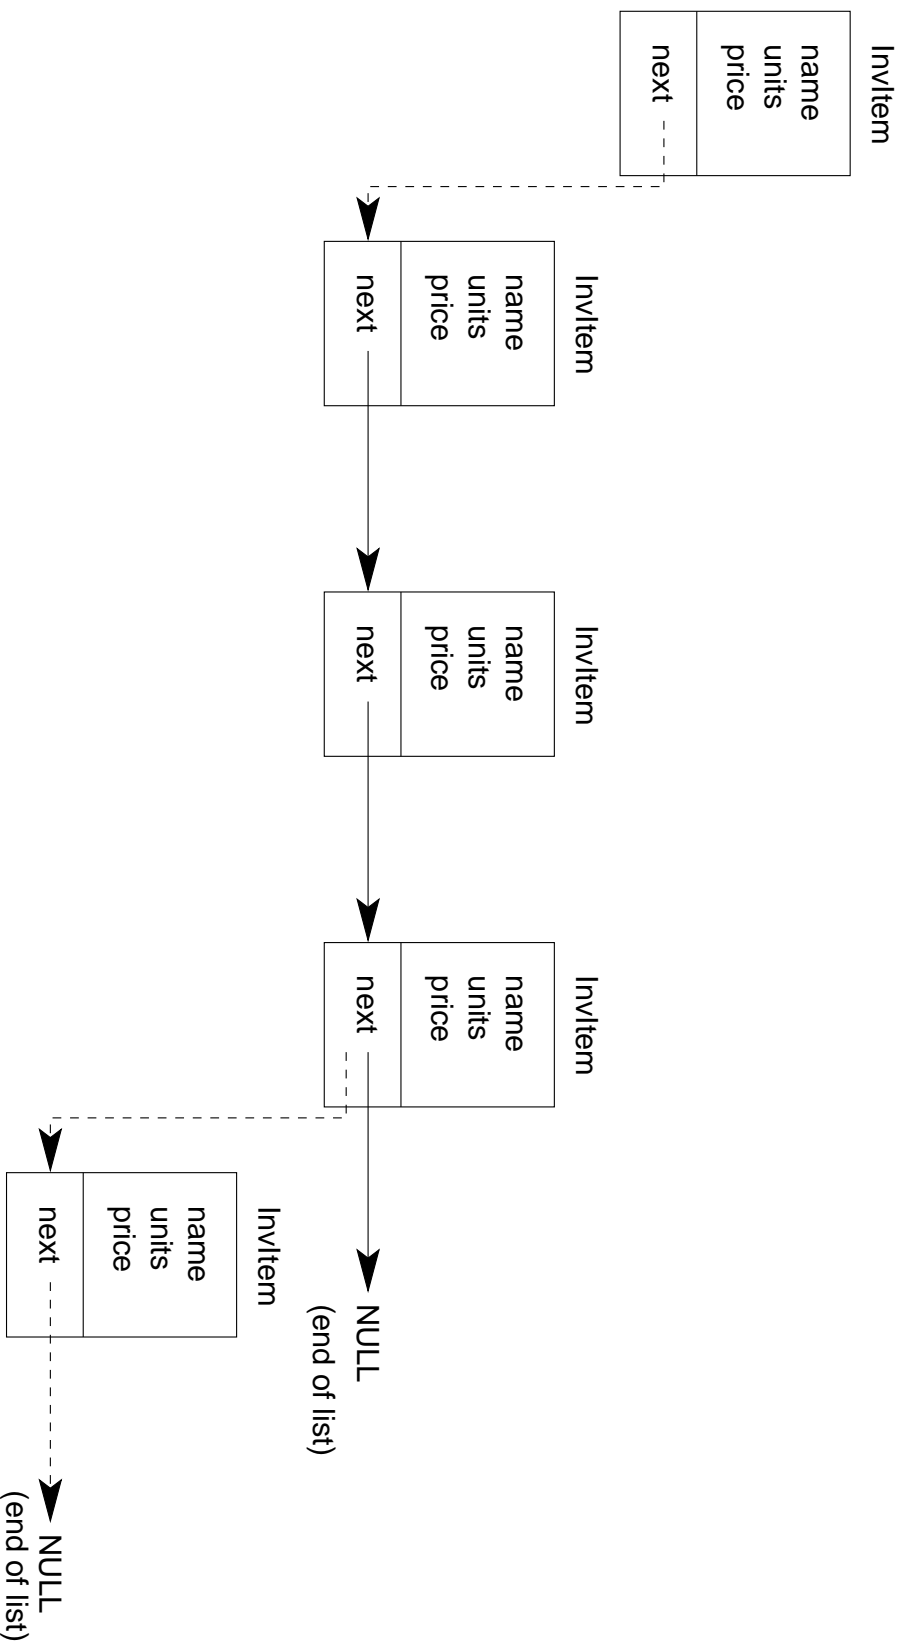 InvItem
name
units
price
next
InvItem
name
units
price
next
InvItem
name
units
price
next
InvItem
name
units
price
next
NULL
(end of list)
InvItem
name
units
price
next
NULL
(end of list)